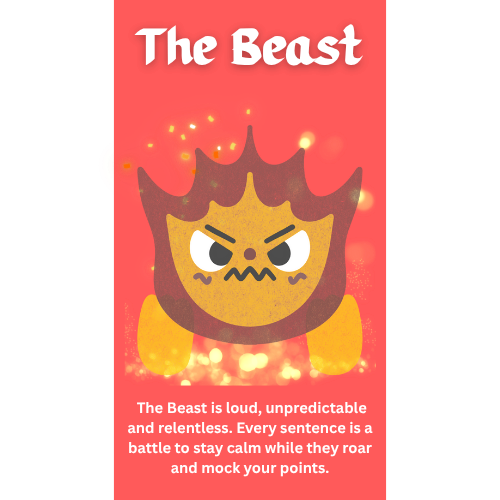 The Beast
The Beast is loud, unpredictable
and relentless. Every sentence is a
battle to stay calm while they roar
and mock your points.